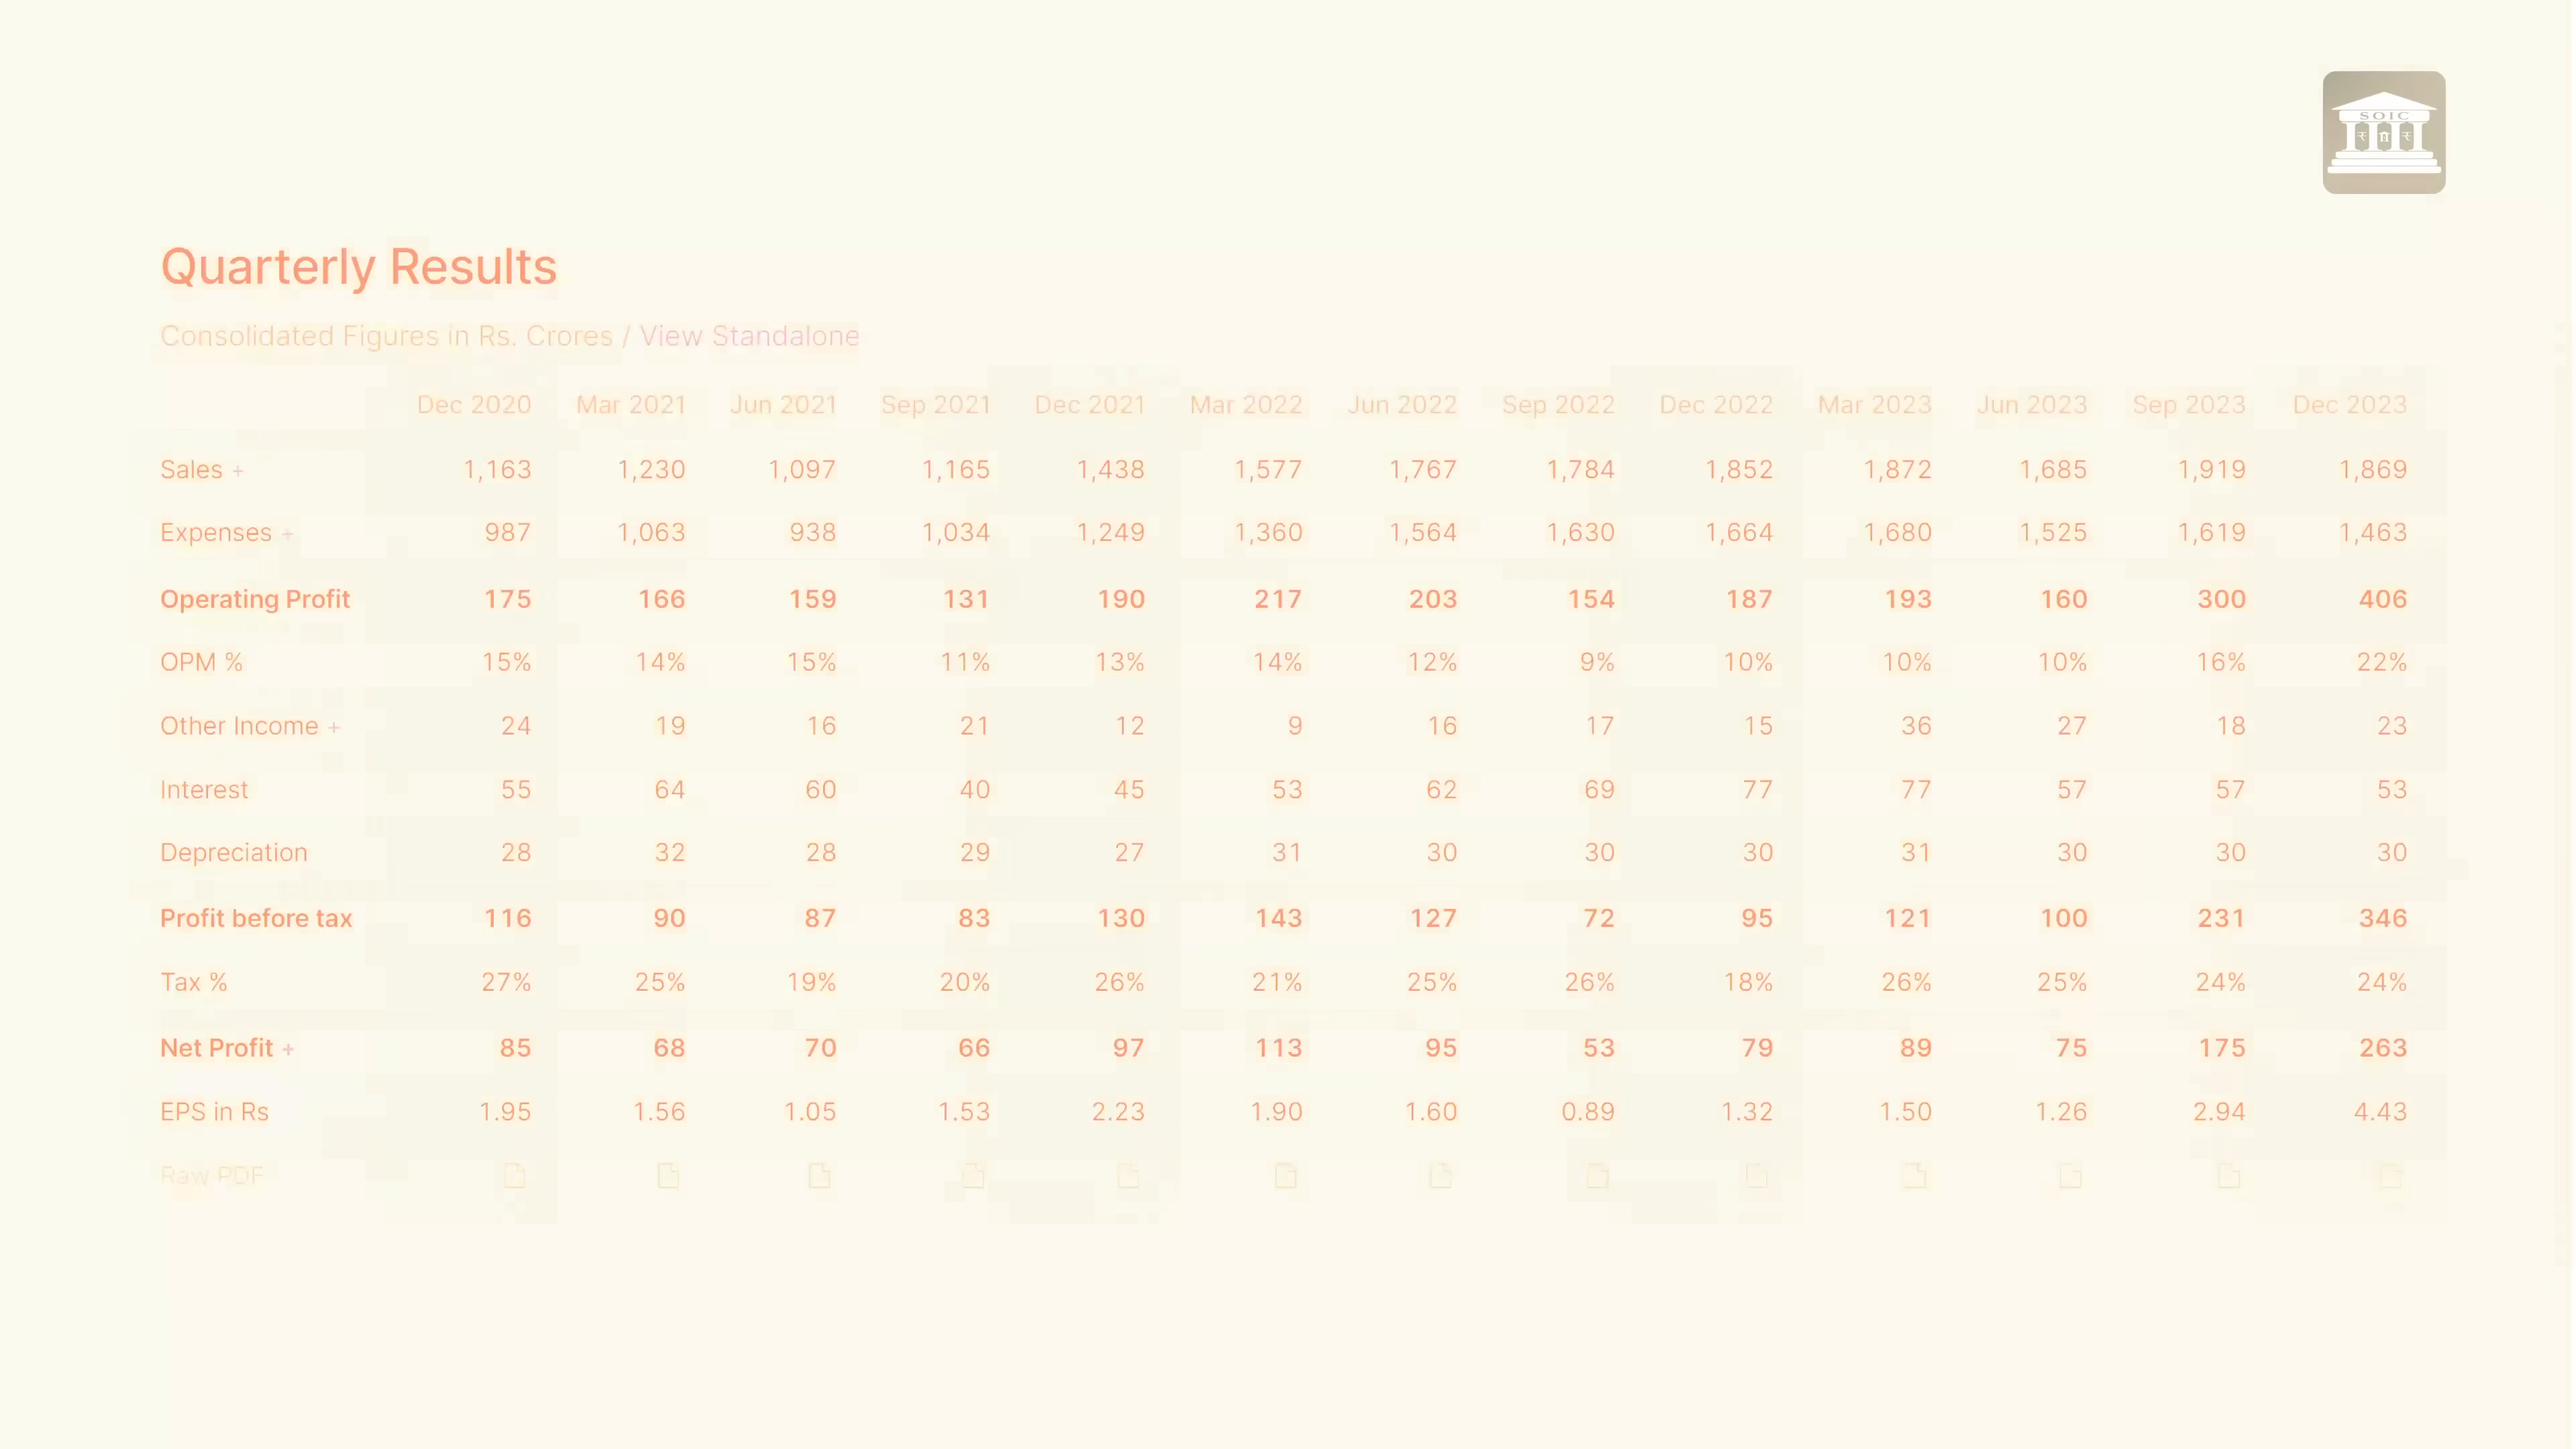 SOIC
Quarterly Results
Consolidated Figures in Rs. Crores / View Standalone
Dec 2020 Mar 2021 Jun 2021 Sep 2021 Dec 2021 Mar 2022 Jun 2022 Sep 2022 Dec 2022 Mar 2023 Jun 2023 Sep 2023 Dec 2023
Sales + 1,163 1,230 1,097 1,165 1,438 1,577 1,767 1,784 1,852 1,872 1,685 1,919 1,869
Expenses + 987 1,063 938 1,034 1,249 1,360 1,564 1,630 1,664 1,680 1,525 1,619 1,463
Operating Profit 175 166 159 131 190 217 203 154 187 193 160 300 406
OPM % 15% 14% 15% 11% 13% 14% 12% 9% 10% 10% 10% 16% 22%
Other Income + 24 19 16 21 12 9 16 17 15 36 27 18 23
Interest 55 64 60 40 45 53 62 69 77 77 57 57 53
Depreciation 28 32 28 29 27 31 30 30 30 31 30 30 30
Profit before tax 116 90 87 83 130 143 127 72 95 121 100 231 346
Tax % 27% 25% 19% 20% 26% 21% 25% 26% 18% 26% 25% 24% 24%
Net Profit + 85 68 70 66 97 113 95 53 79 89 75 175 263
EPS in Rs 1.95 1.56 1.05 1.53 2.23 1.90 1.60 0.89 1.32 1.50 1.26 2.94 4.43
Raw PDF